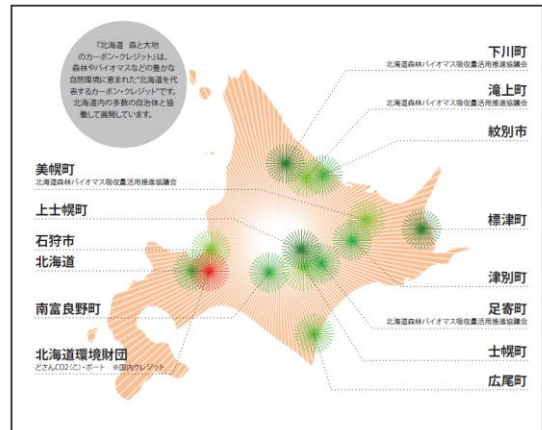 「北海道 森と大地
のカーボン・クレジット」は、
森林やバイオマスなどの豊かな
自然環境に恵まれた“北海道を代
表するカーボン・クレジット”です。
北海道内の多数の自治体と協
働して展開しています。
下川町
北海道森林バイオマス吸収量活用推進協議会
滝上町
北海道森林バイオマス吸収量活用推進協議会
紋別市
美幌町
北海道森林バイオマス吸収量活用推進協議会
上士幌町
標津町
石狩市
北海道
津別町
南富良野町
足寄町
北海道森林バイオマス吸収量活用推進協議会
北海道環境財団
どさんCO2(こ)・ポート ※国内クレジット
士幌町
広尾町